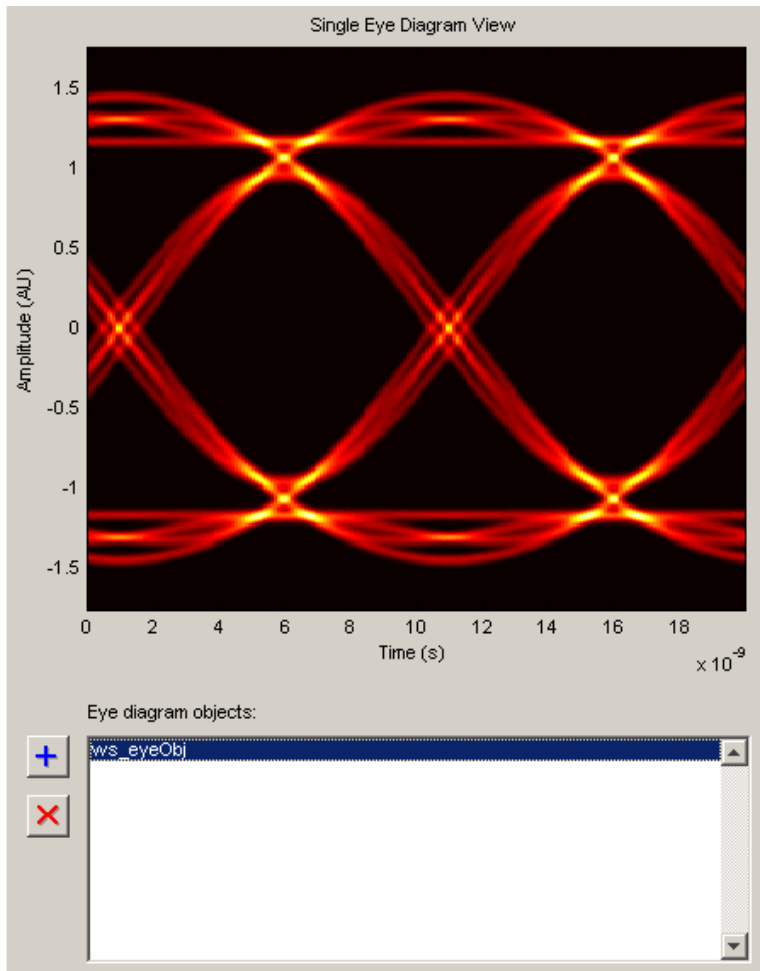 Single Eye Diagram View
1.5
1
0.5
0
-0.5
-1
-1.5
Amplitude (AU)
0 2 4 6 8 10 12 14 16 18
Time (s)
x 10^-9
Eye diagram objects:
ws_eyeObj